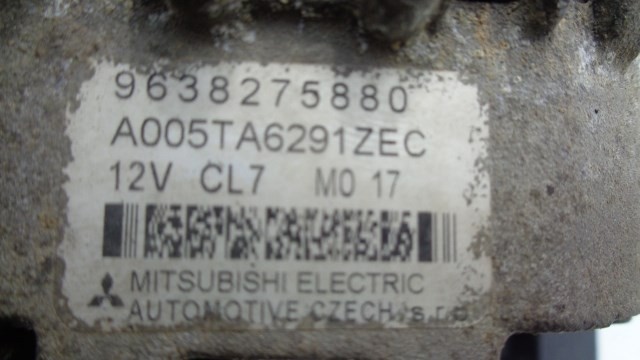 9638275880
A005TA6291ZEC
12V CL7 M0 17
MITSUBISHI ELECTRIC
AUTOMOTIVE CZECH s.r.o